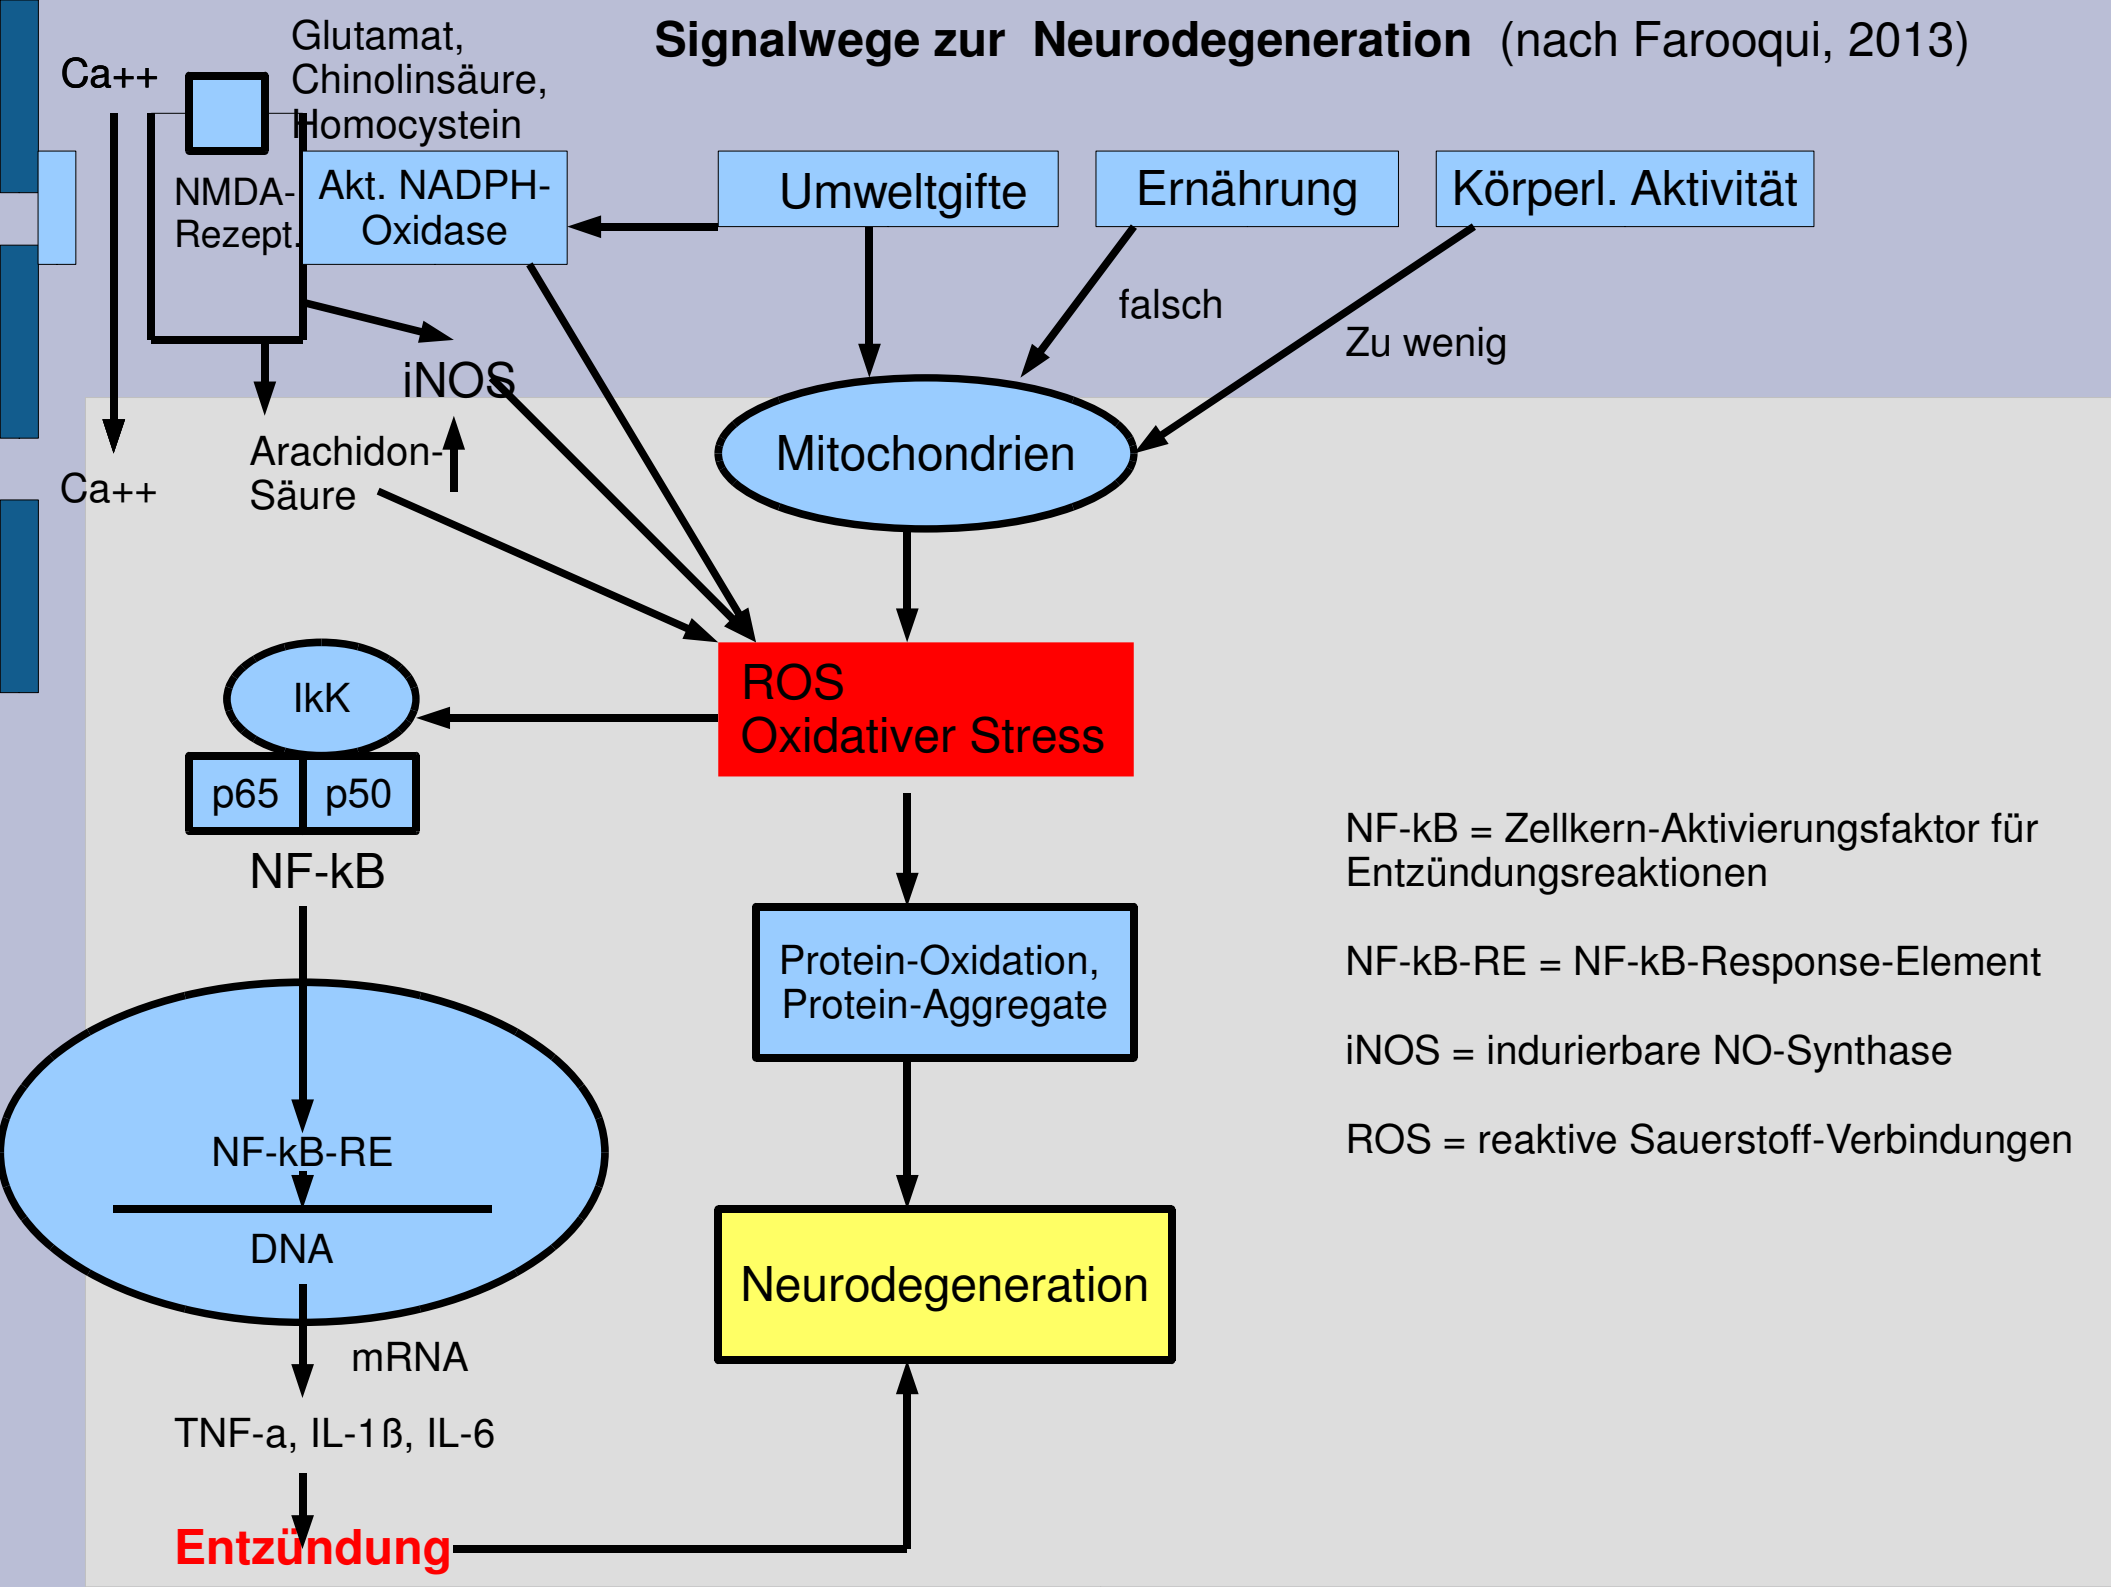 Signalwege zur Neurodegeneration (nach Farooqui, 2013)
Glutamat,
Chinolinsäure,
Homocystein
Ca++
NMDA-
Rezept.
Akt. NADPH-
Oxidase
Umweltgifte
Ernährung
Körperl. Aktivität
falsch
Zu wenig
iNOS
Arachidon-
Säure
Ca++
Mitochondrien
ROS
Oxidativer Stress
IkK
p65
p50
NF-kB
Protein-Oxidation,
Protein-Aggregate
NF-kB = Zellkern-Aktivierungsfaktor für
Entzündungsreaktionen
NF-kB-RE = NF-kB-Response-Element
iNOS = indurierbare NO-Synthase
ROS = reaktive Sauerstoff-Verbindungen
NF-kB-RE
DNA
Neurodegeneration
mRNA
TNF-a, IL-1ß, IL-6
Entzündung